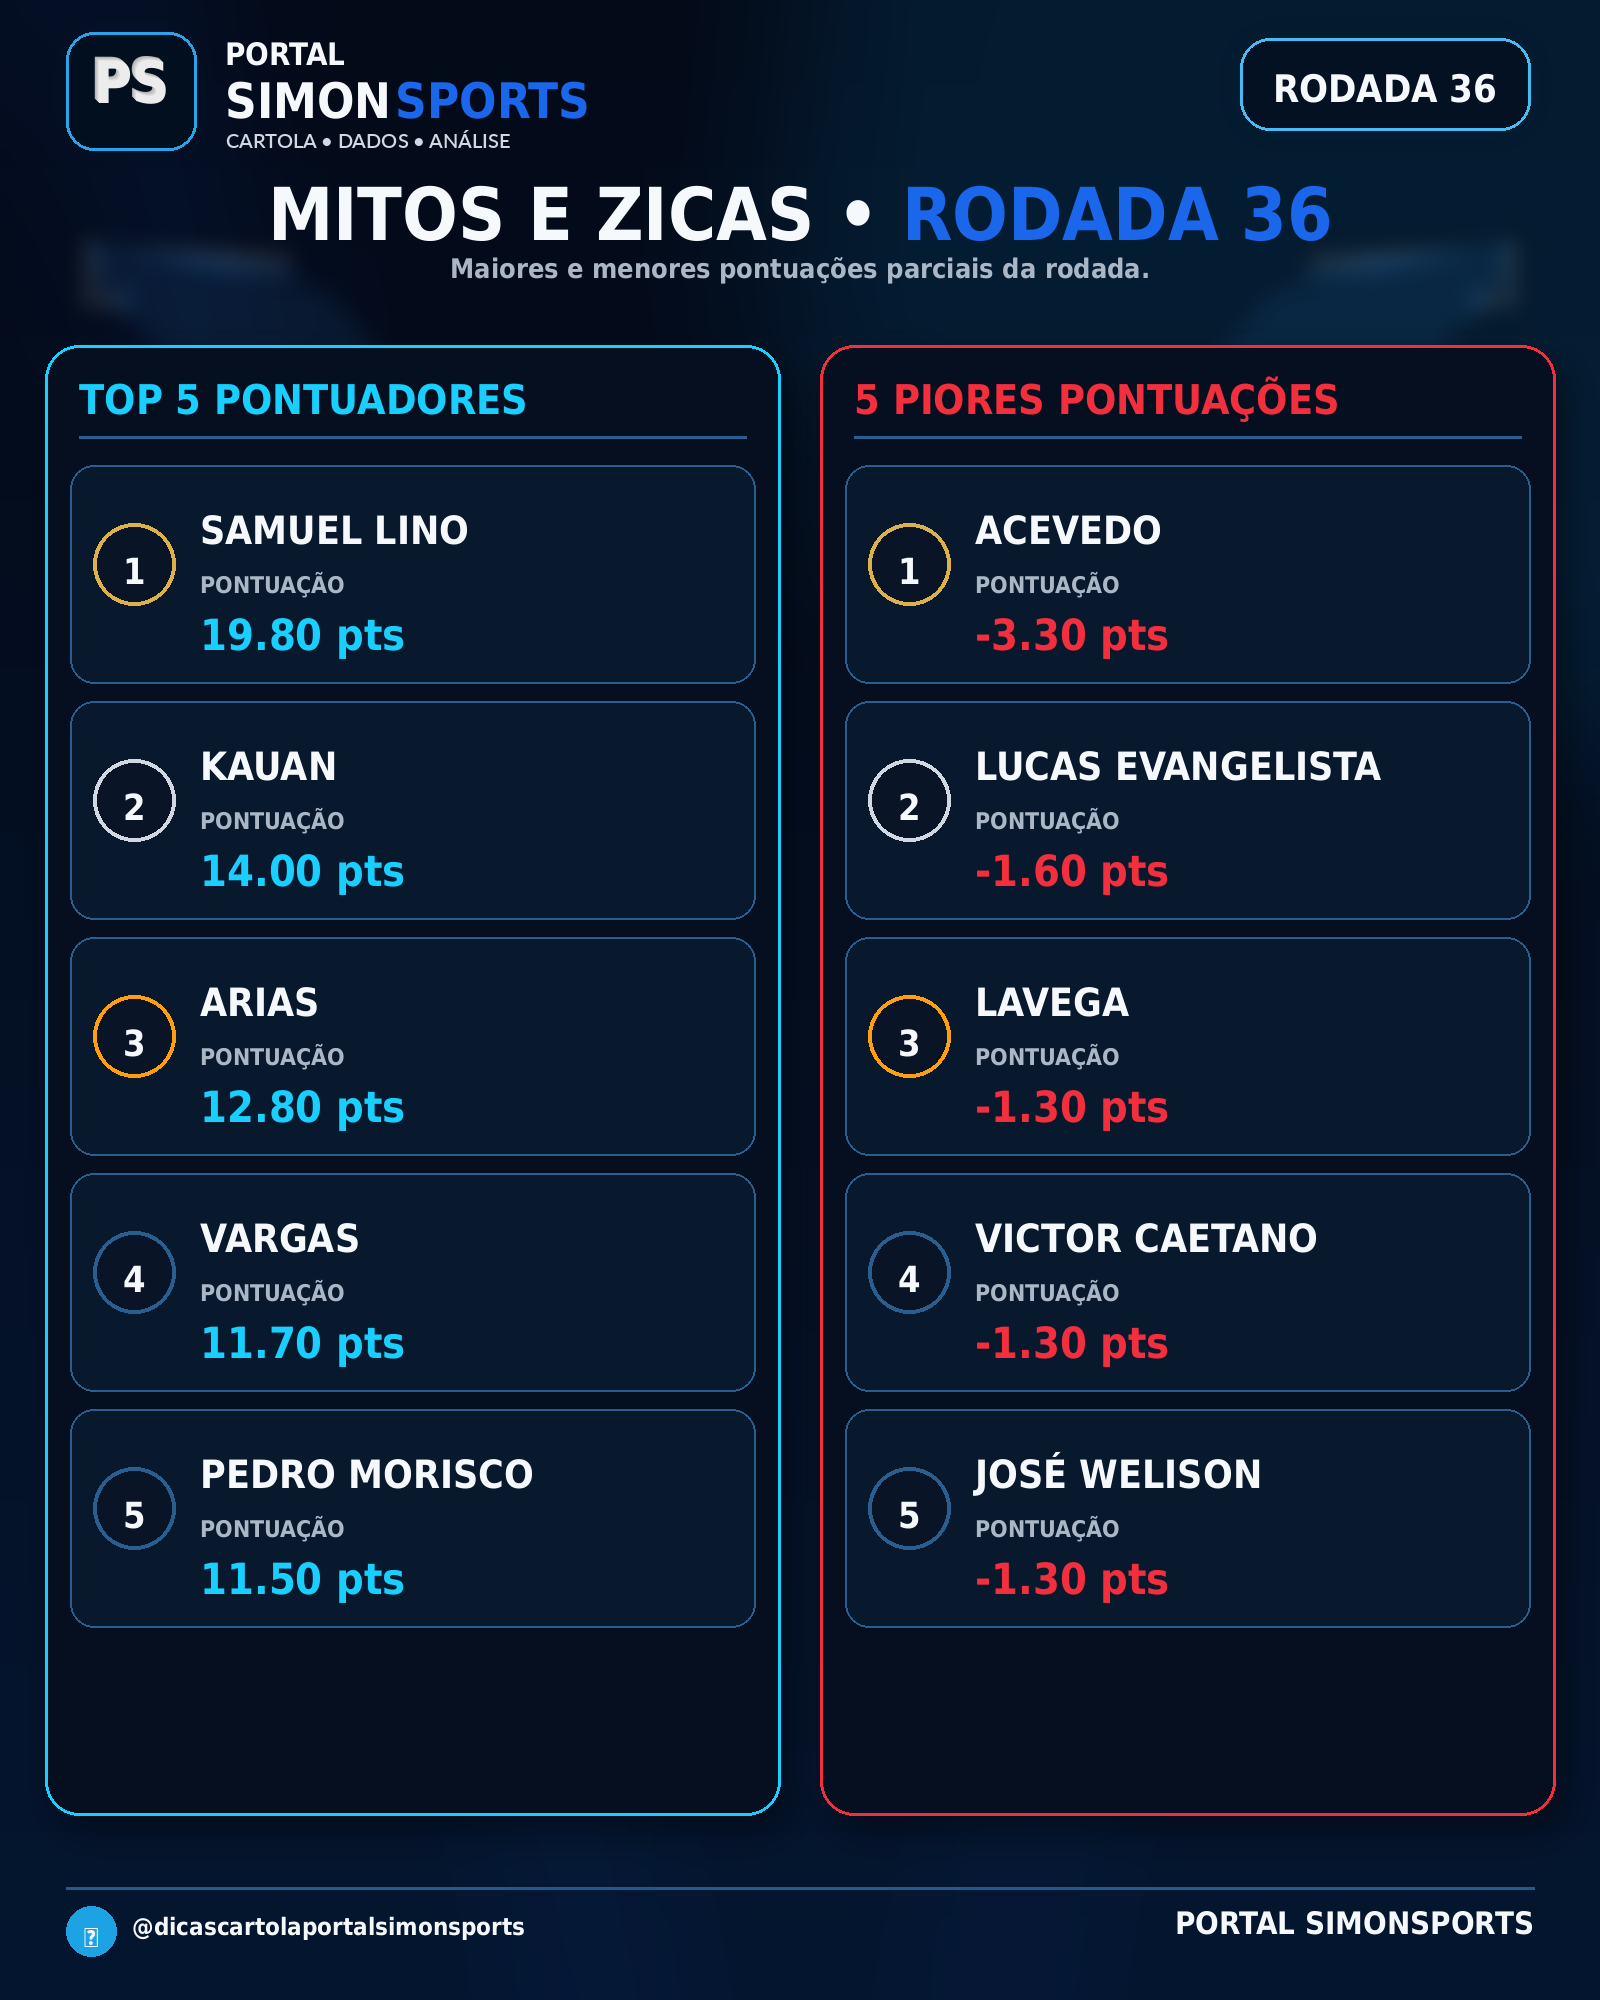 PS
PORTAL
SIMONSPORTS
CARTOLA • DADOS • ANÁLISE
RODADA 36
MITOS E ZICAS • RODADA 36
Maiores e menores pontuações parciais da rodada.
TOP 5 PONTUADORES
1
SAMUEL LINO
PONTUAÇÃO
19.80 pts
2
KAUAN
PONTUAÇÃO
14.00 pts
3
ARIAS
PONTUAÇÃO
12.80 pts
4
VARGAS
PONTUAÇÃO
11.70 pts
5
PEDRO MORISCO
PONTUAÇÃO
11.50 pts
5 PIORES PONTUAÇÕES
1
ACEVEDO
PONTUAÇÃO
-3.30 pts
2
LUCAS EVANGELISTA
PONTUAÇÃO
-1.60 pts
3
LAVEGA
PONTUAÇÃO
-1.30 pts
4
VICTOR CAETANO
PONTUAÇÃO
-1.30 pts
5
JOSÉ WELISON
PONTUAÇÃO
-1.30 pts
@dicascartolaportalsimonsports
PORTAL SIMONSPORTS